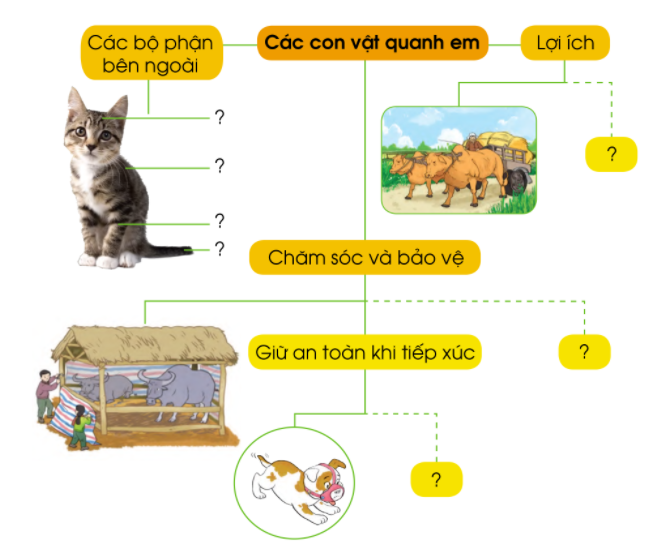 Các bộ phận
bên ngoài
Các con vật quanh em
Lợi ích
?
?
?
?
?
Chăm sóc và bảo vệ
Giữ an toàn khi tiếp xúc
?
?